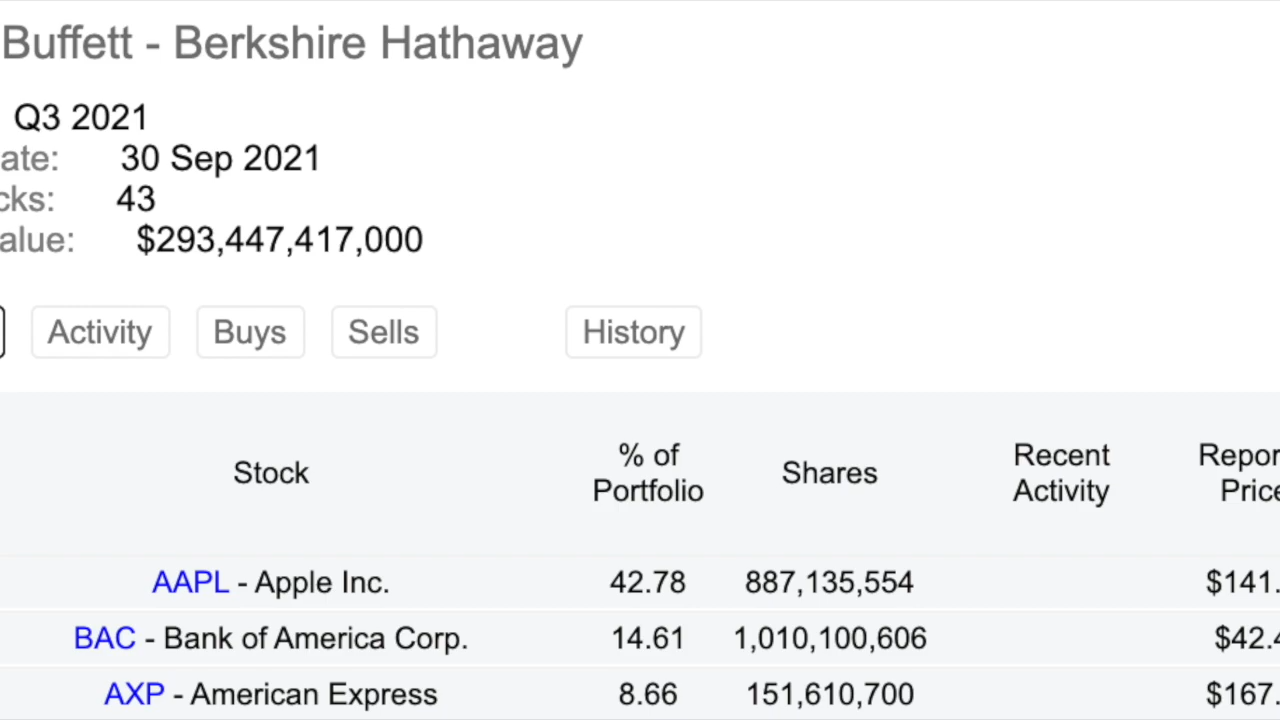 Buffett - Berkshire Hathaway
Q3 2021
ate: 30 Sep 2021
cks: 43
alue: $293,447,417,000
Activity Buys Sells History
Stock % of Portfolio Shares Recent Activity Repor Price
AAPL - Apple Inc. 42.78 887,135,554 $141.
BAC - Bank of America Corp. 14.61 1,010,100,606 $42.4
AXP - American Express 8.66 151,610,700 $167.